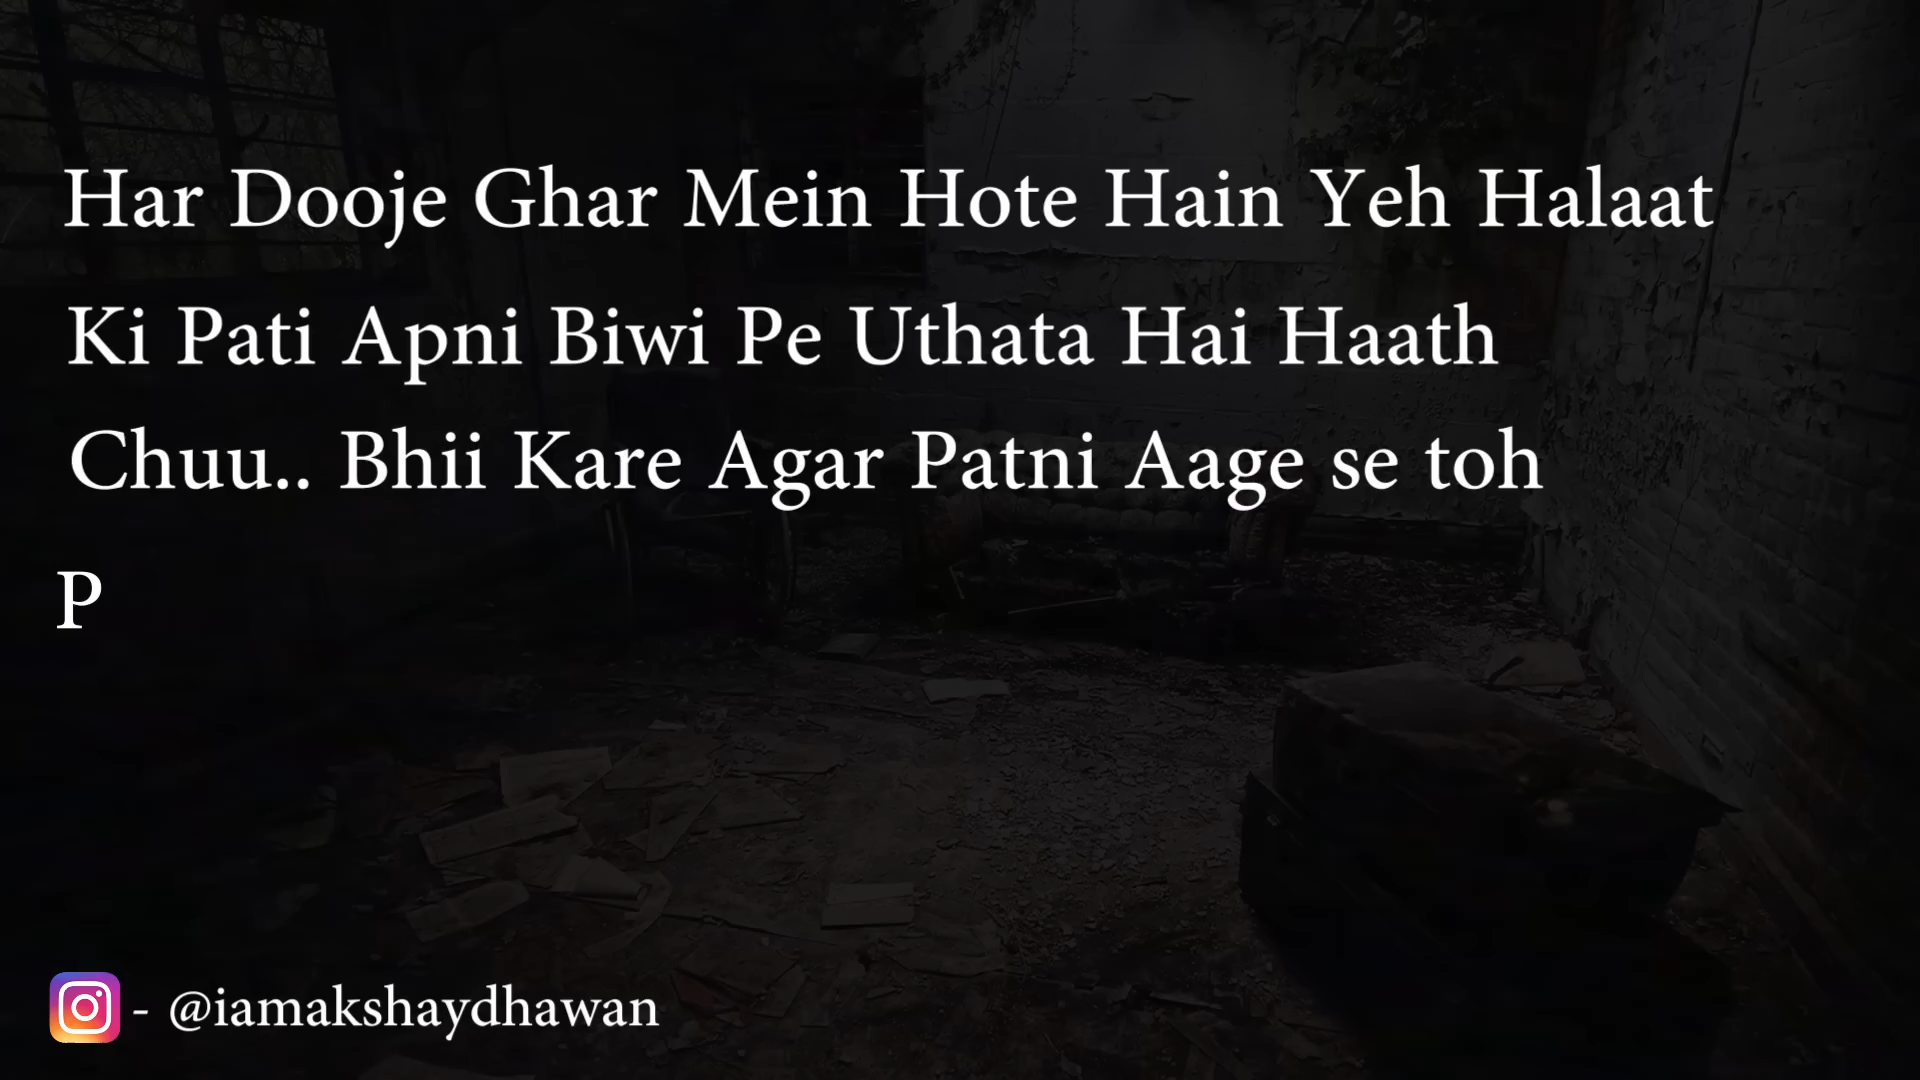 Har Dooje Ghar Mein Hote Hain Yeh Halaat
Ki Pati Apni Biwi Pe Uthata Hai Haath
Chuu.. Bhii Kare Agar Patni Aage se toh
P
- @iamakshaydhawan